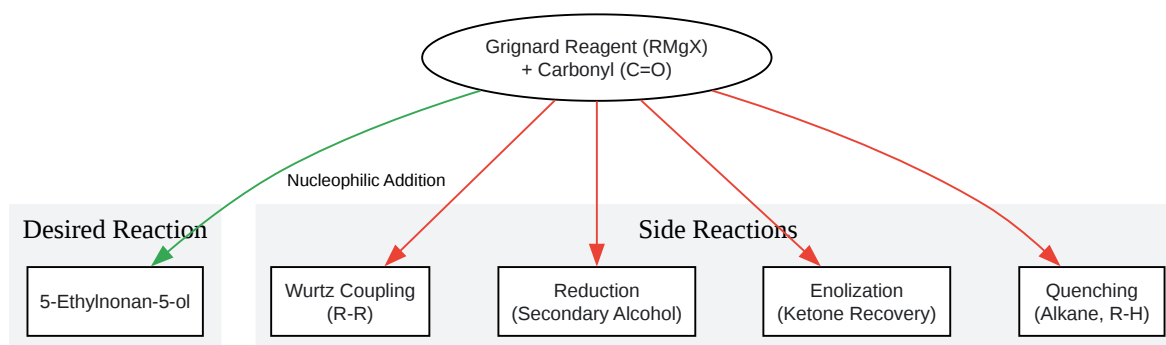 Grignard Reagent (RMgX)
+ Carbonyl (C=O)
Nucleophilic Addition
Desired Reaction
Side Reactions
5-Ethylnonan-5-ol
Wurtz Coupling
(R-R)
Reduction
(Secondary Alcohol)
Enolization
(Ketone Recovery)
Quenching
(Alkane, R-H)